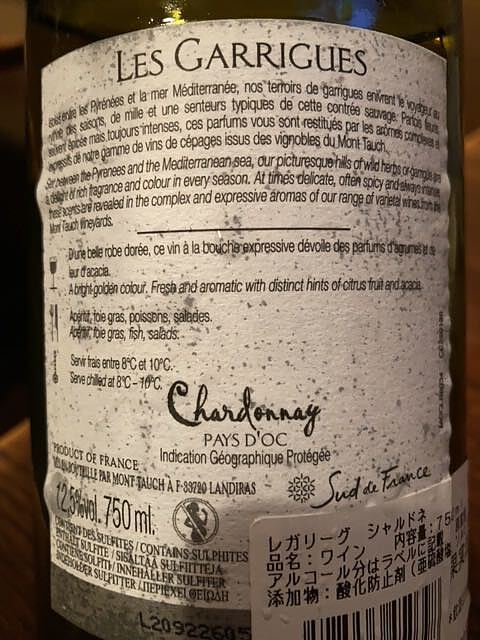 LES GARRIGUES
entre les Pyrénées et la mer Méditerranée, nos terroirs de garrigues enivrent le voyageur au
des saisons, de mille et une senteurs typiques de cette contrée sauvage. Parfois
souvent épicés mais toujours intenses, ces parfums vous sont restitués par les arômes complexes et
expressifs de notre gamme de vins de cépages issus des vignobles du Mont Tauch.
Set between the Pyrenees and the Mediterranean sea, our picturesque hills of wild herbs or garrigues are
a delight of rich fragrance and colour in every season. At times delicate, often spicy and always intense,
these scents are revealed in the complex and expressive aromas of our range of varietal wines from the
Mont Tauch vineyards.
D'une belle robe dorée, ce vin à la bouche expressive dévoile des parfums d'agrumes et de
fleur d'acacia.
A bright golden colour. Fresh and aromatic with distinct hints of citrus fruit and acacia.
Apéritif, foie gras, poissons, salades.
Apéritif, foie gras, fish, salads.
Servir frais entre 8°C et 10°C.
Serve chilled at 8°C – 10°C.
Chardonnay
PAYS D'OC
Indication Géographique Protégée
PRODUCT OF FRANCE
EN BOUTEILLE PAR MONT TAUCH À F-33720 LANDIRAS
12,5%vol. 750 ml.
Sud de France
CONTIENT DES SULFITES / CONTAINS SULPHITES
ENTHÄLT SULFITE / SISÄLTÄÄ SULFIITTEJA
INNEHÅLLER SULFITER
INDEHOLDER SULFITTER / ΠΕΡΙΕΧΕΙ ΘΕΙΩΔΗ
レガリーグ シャルドネ
品名：ワイン 内容量：75
アルコール分はラベルに記載
添加物：酸化防止剤（亜硫酸塩